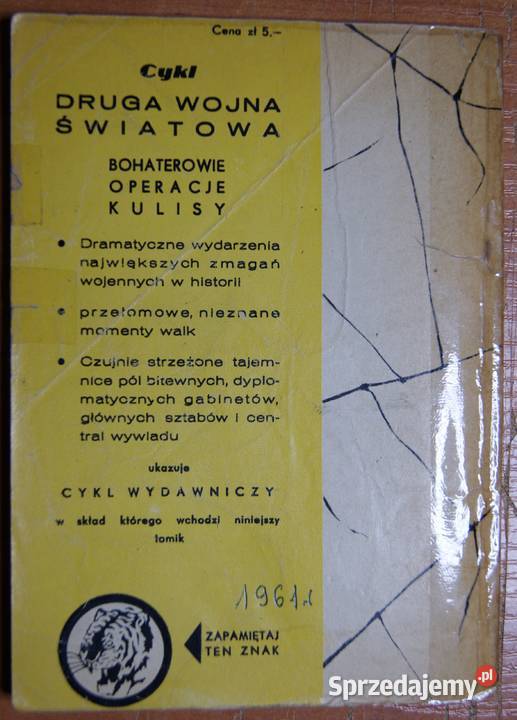 Cena zł 5,—
Cykl
DRUGA WOJNA
ŚWIATOWA
BOHATEROWIE
OPERACJE
KULISY
• Dramatyczne wydarzenia
największych zmagań
wojennych w historii
• przełomowe, nieznane
momenty walk
• Czujnie strzeżone tajem-
nice pól bitewnych, dyplo-
matycznych gabinetów,
głównych sztabów i cen-
tral wywiadu
ukazuje
CYKL WYDAWNICZY
w skład którego wchodzi niniejszy
tomik
1961r
ZAPAMIĘTAJ
TEN ZNAK
Sprzedajemy.pl